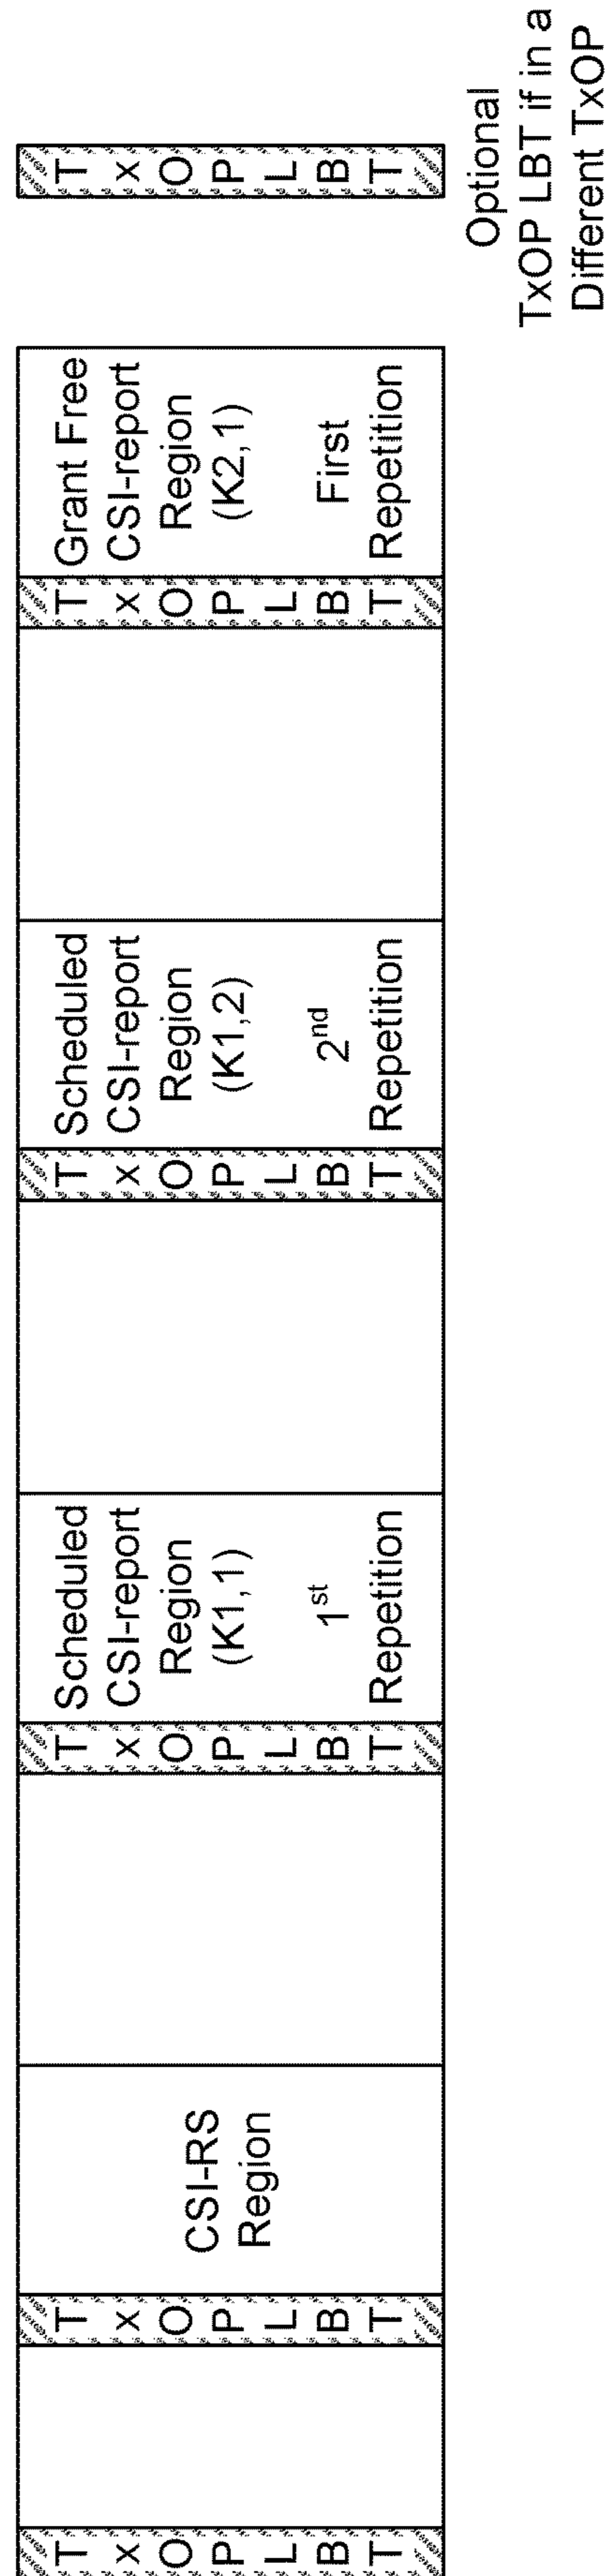 TxOPLBT
TxOPLBT
CSI-RS
Region
TxOPLBT
Scheduled
CSI-report
Region
(K1,1)
1st
Repetition
TxOPLBT
Scheduled
CSI-report
Region
(K1,2)
2nd
Repetition
TxOPLBT
Grant Free
CSI-report
Region
(K2,1)
First
Repetition
TxOPLBT
Optional
TxOP LBT if in a
Different TxOP